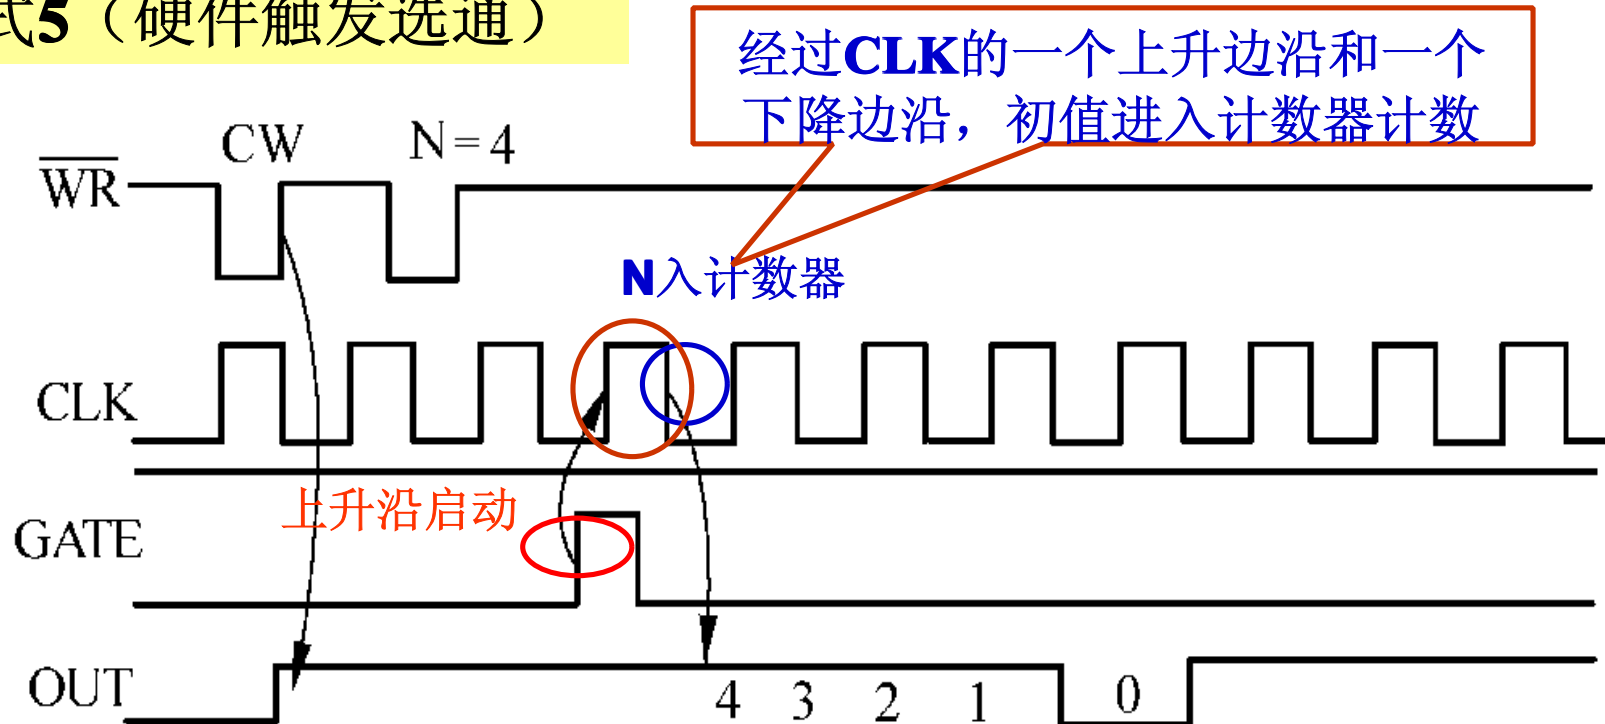 式5（硬件触发选通）
经过CLK的一个上升边沿和一个
下降边沿，初值进入计数器计数
CW
N=4
WR
N入计数器
CLK
上升沿启动
GATE
OUT
4 3 2 1 0